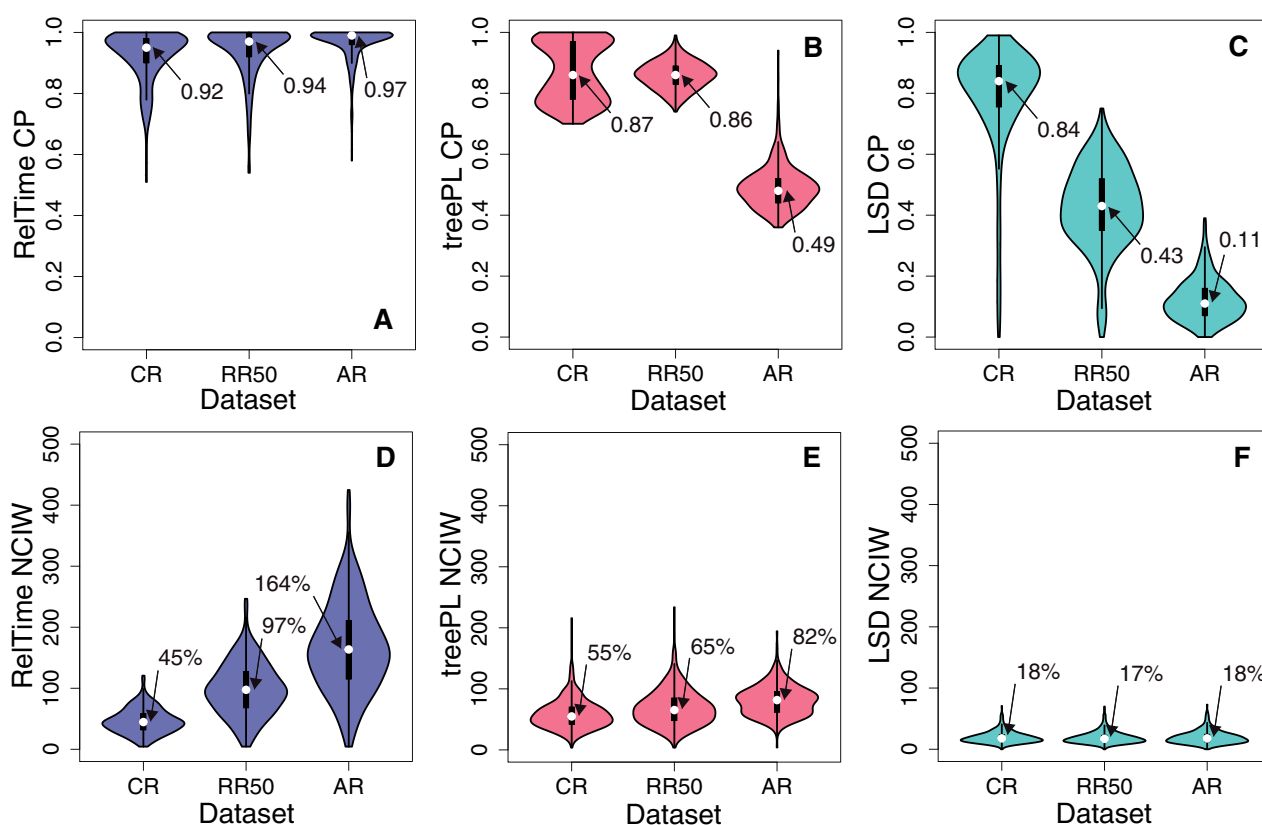 RelTime CP
1.0
0.8
0.6
0.4
0.2
0.0
0.92
0.94
0.97
A
CR RR50 AR
Dataset
treePL CP
1.0
0.8
0.6
0.4
0.2
0.0
B
0.87
0.86
0.49
CR RR50 AR
Dataset
LSD CP
1.0
0.8
0.6
0.4
0.2
0.0
C
0.84
0.43
0.11
CR RR50 AR
Dataset
RelTime NCIW
500
400
300
200
100
0
D
45%
97%
164%
CR RR50 AR
Dataset
treePL NCIW
500
400
300
200
100
0
E
55%
65%
82%
CR RR50 AR
Dataset
LSD NCIW
500
400
300
200
100
0
F
18%
17%
18%
CR RR50 AR
Dataset